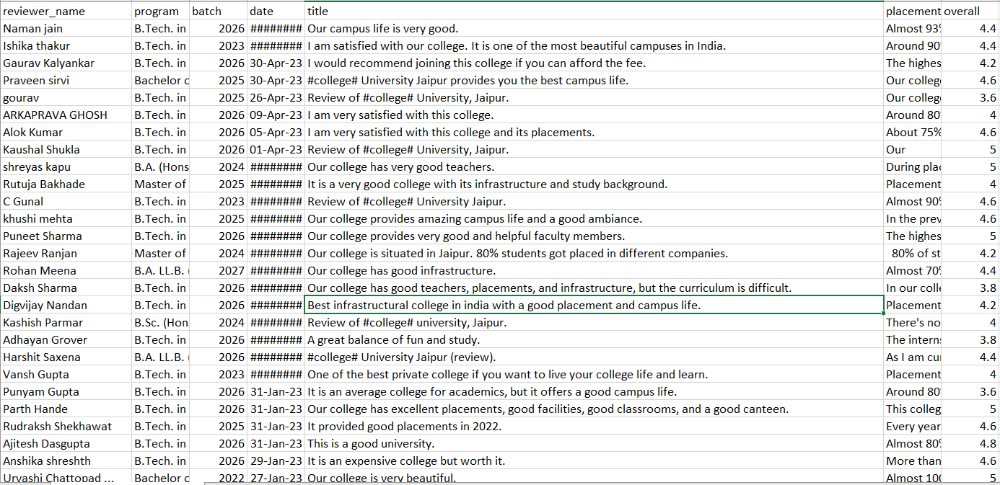 reviewer_name program batch date title placement overall
Naman jain B.Tech. in 2026 ######## Our campus life is very good. Almost 93% 4.4
Ishika thakur B.Tech. in 2023 ######## I am satisfied with our college. It is one of the most beautiful campuses in India. Around 90 4.4
Gaurav Kalyankar B.Tech. in 2026 30-Apr-23 I would recommend joining this college if you can afford the fee. The highes 4.2
Praveen sirvi Bachelor o 2025 30-Apr-23 #college# University Jaipur provides you the best campus life. Our colleg 4.6
gourav B.Tech. in 2025 26-Apr-23 Review of #college# University, Jaipur. Our colleg 3.6
ARKAPRAVA GHOSH B.Tech. in 2026 09-Apr-23 I am very satisfied with this college. Around 80 4
Alok Kumar B.Tech. in 2026 05-Apr-23 I am very satisfied with this college and its placements. About 75% 4.6
Kaushal Shukla B.Tech. in 2026 01-Apr-23 Review of #college# University, Jaipur. Our 5
shreyas kapu B.A. (Hons 2024 ######## Our college has very good teachers. During pla 5
Rutuja Bakhade Master of 2025 ######## It is a very good college with its infrastructure and study background. Placement 4
C Gunal B.Tech. in 2023 ######## Review of #college# University Jaipur. Almost 90% 4.6
khushi mehta B.Tech. in 2025 ######## Our college provides amazing campus life and a good ambiance. In the prev 4.6
Puneet Sharma B.Tech. in 2026 ######## Our college provides very good and helpful faculty members. The highes 5
Rajeev Ranjan Master of 2024 ######## Our college is situated in Jaipur. 80% students got placed in different companies. 80% of st 4.2
Rohan Meena B.A. LL.B. ( 2027 ######## Our college has good infrastructure. Almost 70% 4.4
Daksh Sharma B.Tech. in 2026 ######## Our college has good teachers, placements, and infrastructure, but the curriculum is difficult. In our colle 3.8
Digvijay Nandan B.Tech. in 2026 ######## Best infrastructural college in india with a good placement and campus life. Placement 4.2
Kashish Parmar B.Sc. (Hon 2024 ######## Review of #college# university, Jaipur. There's no 4
Adhayan Grover B.Tech. in 2026 ######## A great balance of fun and study. The interns 3.8
Harshit Saxena B.A. LL.B. ( 2026 ######## #college# University Jaipur (review). As I am cur 4.4
Vansh Gupta B.Tech. in 2023 ######## One of the best private college if you want to live your college life and learn. Placement 4
Punyam Gupta B.Tech. in 2026 31-Jan-23 It is an average college for academics, but it offers a good campus life. Around 80 3.6
Parth Hande B.Tech. in 2026 31-Jan-23 Our college has excellent placements, good facilities, good classrooms, and a good canteen. This colleg 5
Rudraksh Shekhawat B.Tech. in 2025 31-Jan-23 It provided good placements in 2022. Every year 4.6
Ajitesh Dasgupta B.Tech. in 2026 31-Jan-23 This is a good university. Almost 80% 4.8
Anshika shreshth B.Tech. in 2026 29-Jan-23 It is an expensive college but worth it. More than 4.6
Urvashi Chattopad ... Bachelor o 2022 27-Jan-23 Our college is very beautiful. Almost 100 5